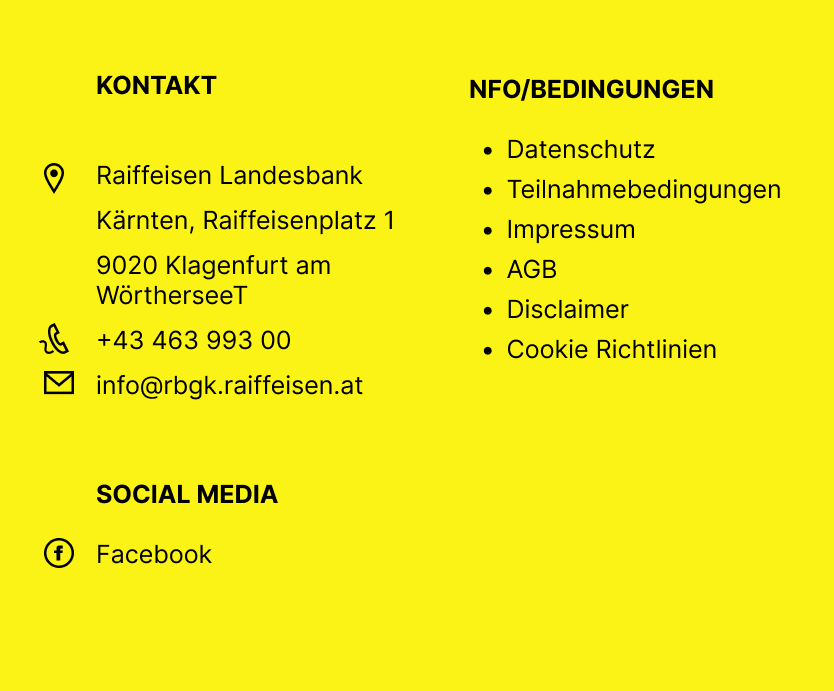 KONTAKT
Raiffeisen Landesbank
Kärnten, Raiffeisenplatz 1
9020 Klagenfurt am
WörtherseeT
+43 463 993 00
info@rbgk.raiffeisen.at
SOCIAL MEDIA
Facebook
NFO/BEDINGUNGEN
• Datenschutz
• Teilnahmebedingungen
• Impressum
• AGB
• Disclaimer
• Cookie Richtlinien